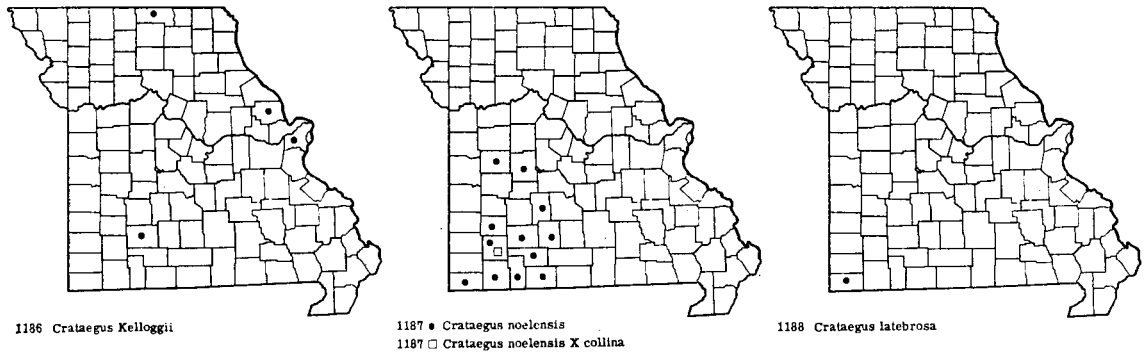 1186 Crataegus Kelloggii
1187 ● Crataegus noelensis
1187 □ Crataegus noelensis X collina
1188 Crataegus latebrosa